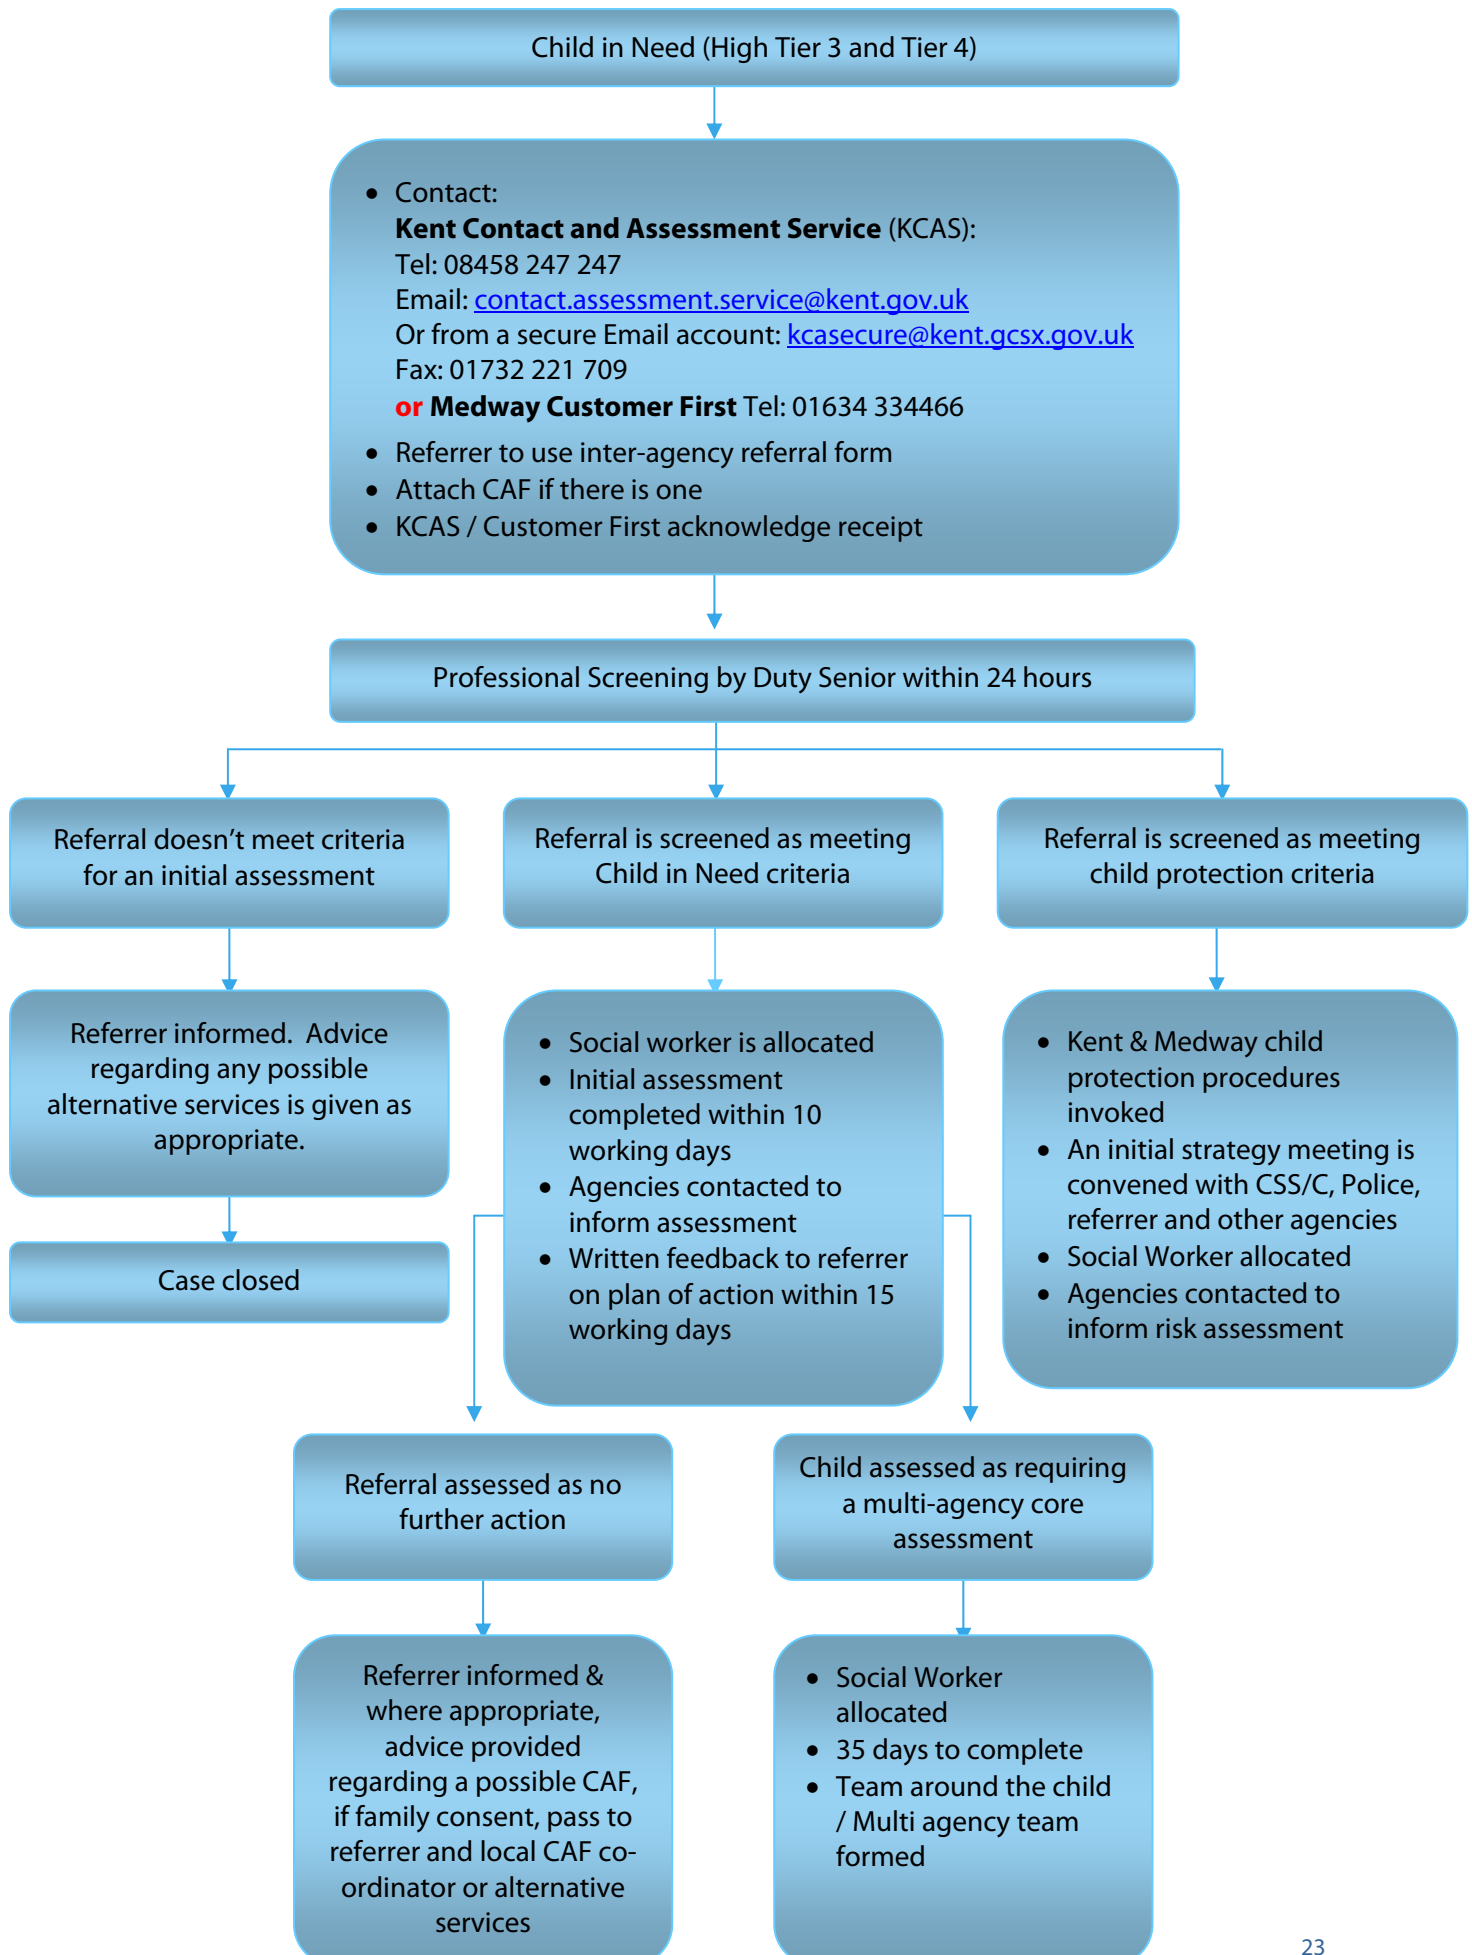 Child in Need (High Tier 3 and Tier 4)
• Contact:
Kent Contact and Assessment Service (KCAS):
Tel: 08458 247 247
Email: contact.assessment.service@kent.gov.uk
Or from a secure Email account: kcasecure@kent.gcsx.gov.uk
Fax: 01732 221 709
or Medway Customer First Tel: 01634 334466
• Referrer to use inter-agency referral form
• Attach CAF if there is one
• KCAS / Customer First acknowledge receipt
Professional Screening by Duty Senior within 24 hours
Referral doesn’t meet criteria
for an initial assessment
Referral is screened as meeting
Child in Need criteria
Referral is screened as meeting
child protection criteria
Referrer informed. Advice
regarding any possible
alternative services is given as
appropriate.
Case closed
• Social worker is allocated
• Initial assessment
completed within 10
working days
• Agencies contacted to
inform assessment
• Written feedback to referrer
on plan of action within 15
working days
• Kent & Medway child
protection procedures
invoked
• An initial strategy meeting is
convened with CSS/C, Police,
referrer and other agencies
• Social Worker allocated
• Agencies contacted to
inform risk assessment
Referral assessed as no
further action
Child assessed as requiring
a multi-agency core
assessment
Referrer informed &
where appropriate,
advice provided
regarding a possible CAF,
if family consent, pass to
referrer and local CAF co-
ordinator or alternative
services
• Social Worker
allocated
• 35 days to complete
• Team around the child
/ Multi agency team
formed
23